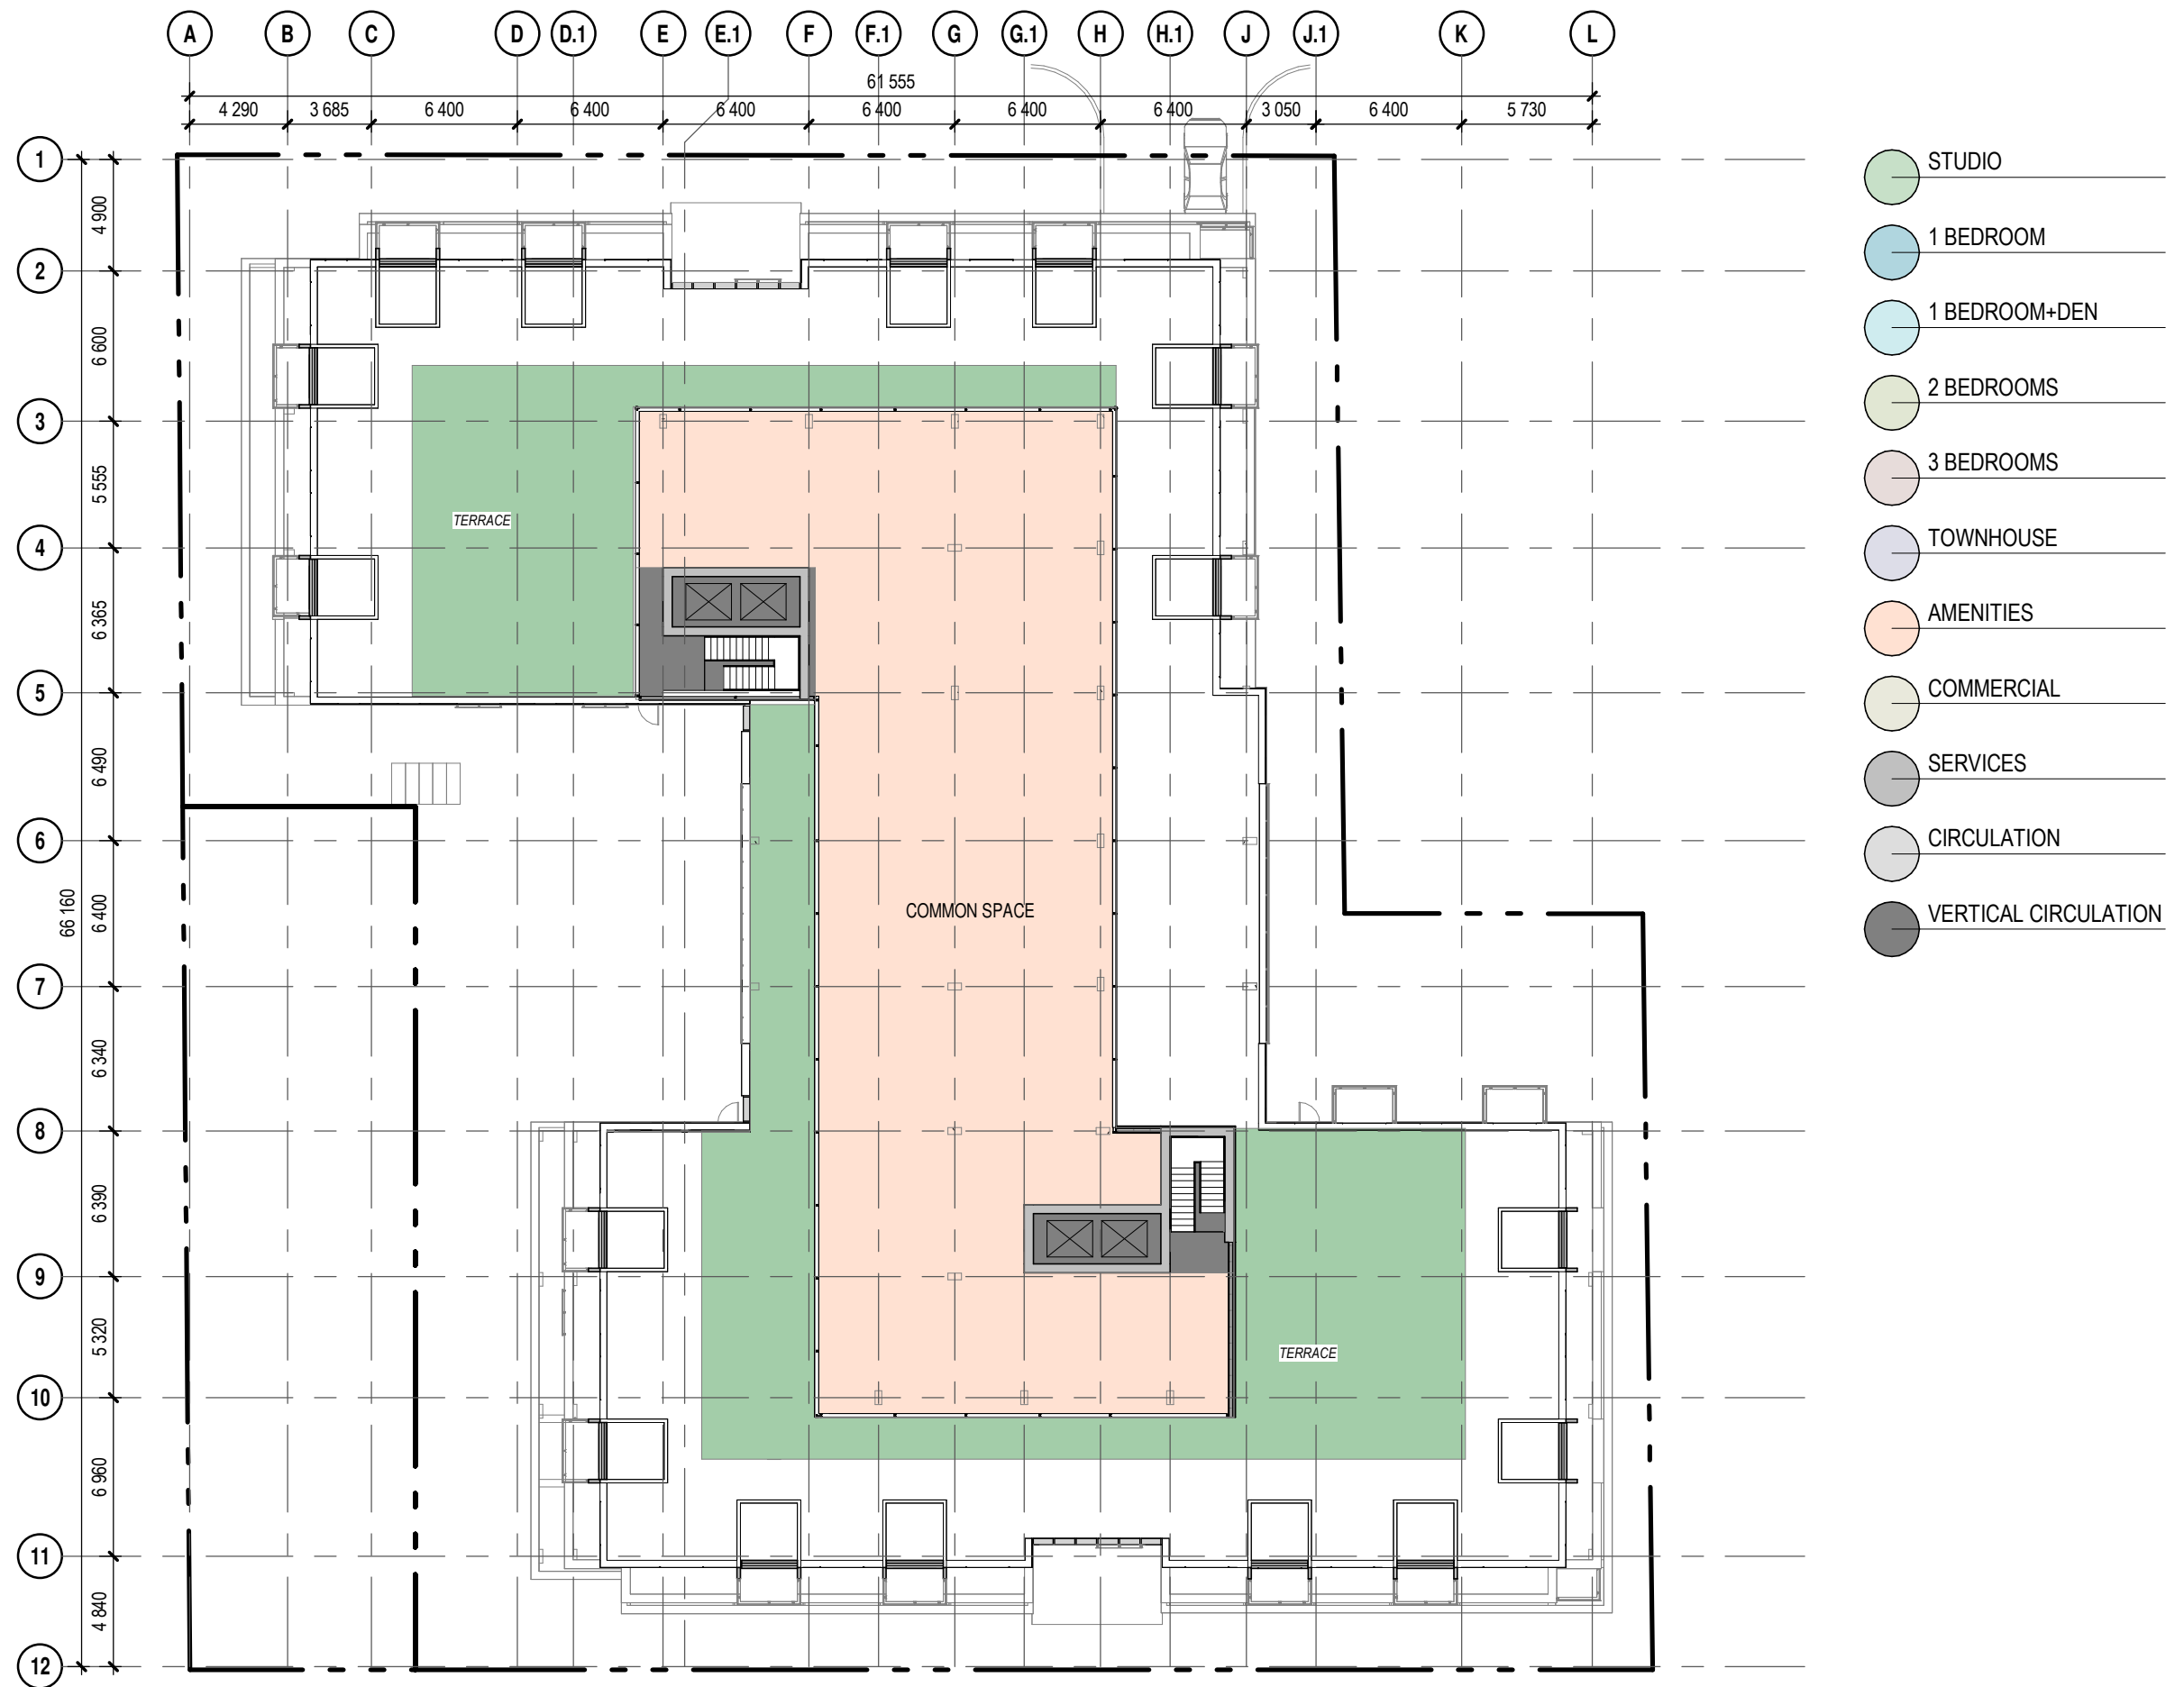 A B C D D.1 E E.1 F F.1 G G.1 H H.1 J J.1 K L
61 555
4 290 3 685 6 400 6 400 6 400 6 400 6 400 6 400 3 050 6 400 5 730
1
2
3
4
5
6
7
8
9
10
11
12
4 900
6 600
5 555
6 365
6 490
6 400
6 340
6 390
5 320
6 960
4 840
66 160
TERRACE
COMMON SPACE
TERRACE
STUDIO
1 BEDROOM
1 BEDROOM+DEN
2 BEDROOMS
3 BEDROOMS
TOWNHOUSE
AMENITIES
COMMERCIAL
SERVICES
CIRCULATION
VERTICAL CIRCULATION